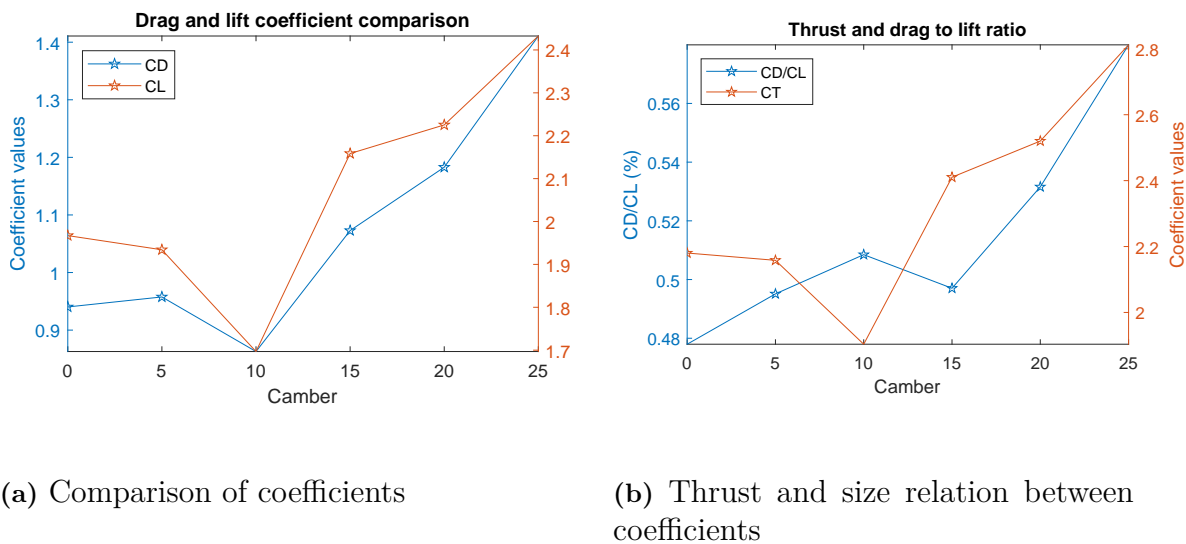 Drag and lift coefficient comparison
CD
CL
1.4
1.3
1.2
1.1
1
0.9
Coefficient values
2.4
2.3
2.2
2.1
2
1.9
1.8
1.7
0 5 10 15 20 25
Camber
Thrust and drag to lift ratio
CD/CL
CT
0.56
0.54
0.52
0.5
0.48
CD/CL (%)
2.8
2.6
2.4
2.2
2
Coefficient values
0 5 10 15 20 25
Camber
(a) Comparison of coefficients
(b) Thrust and size relation between
coefficients